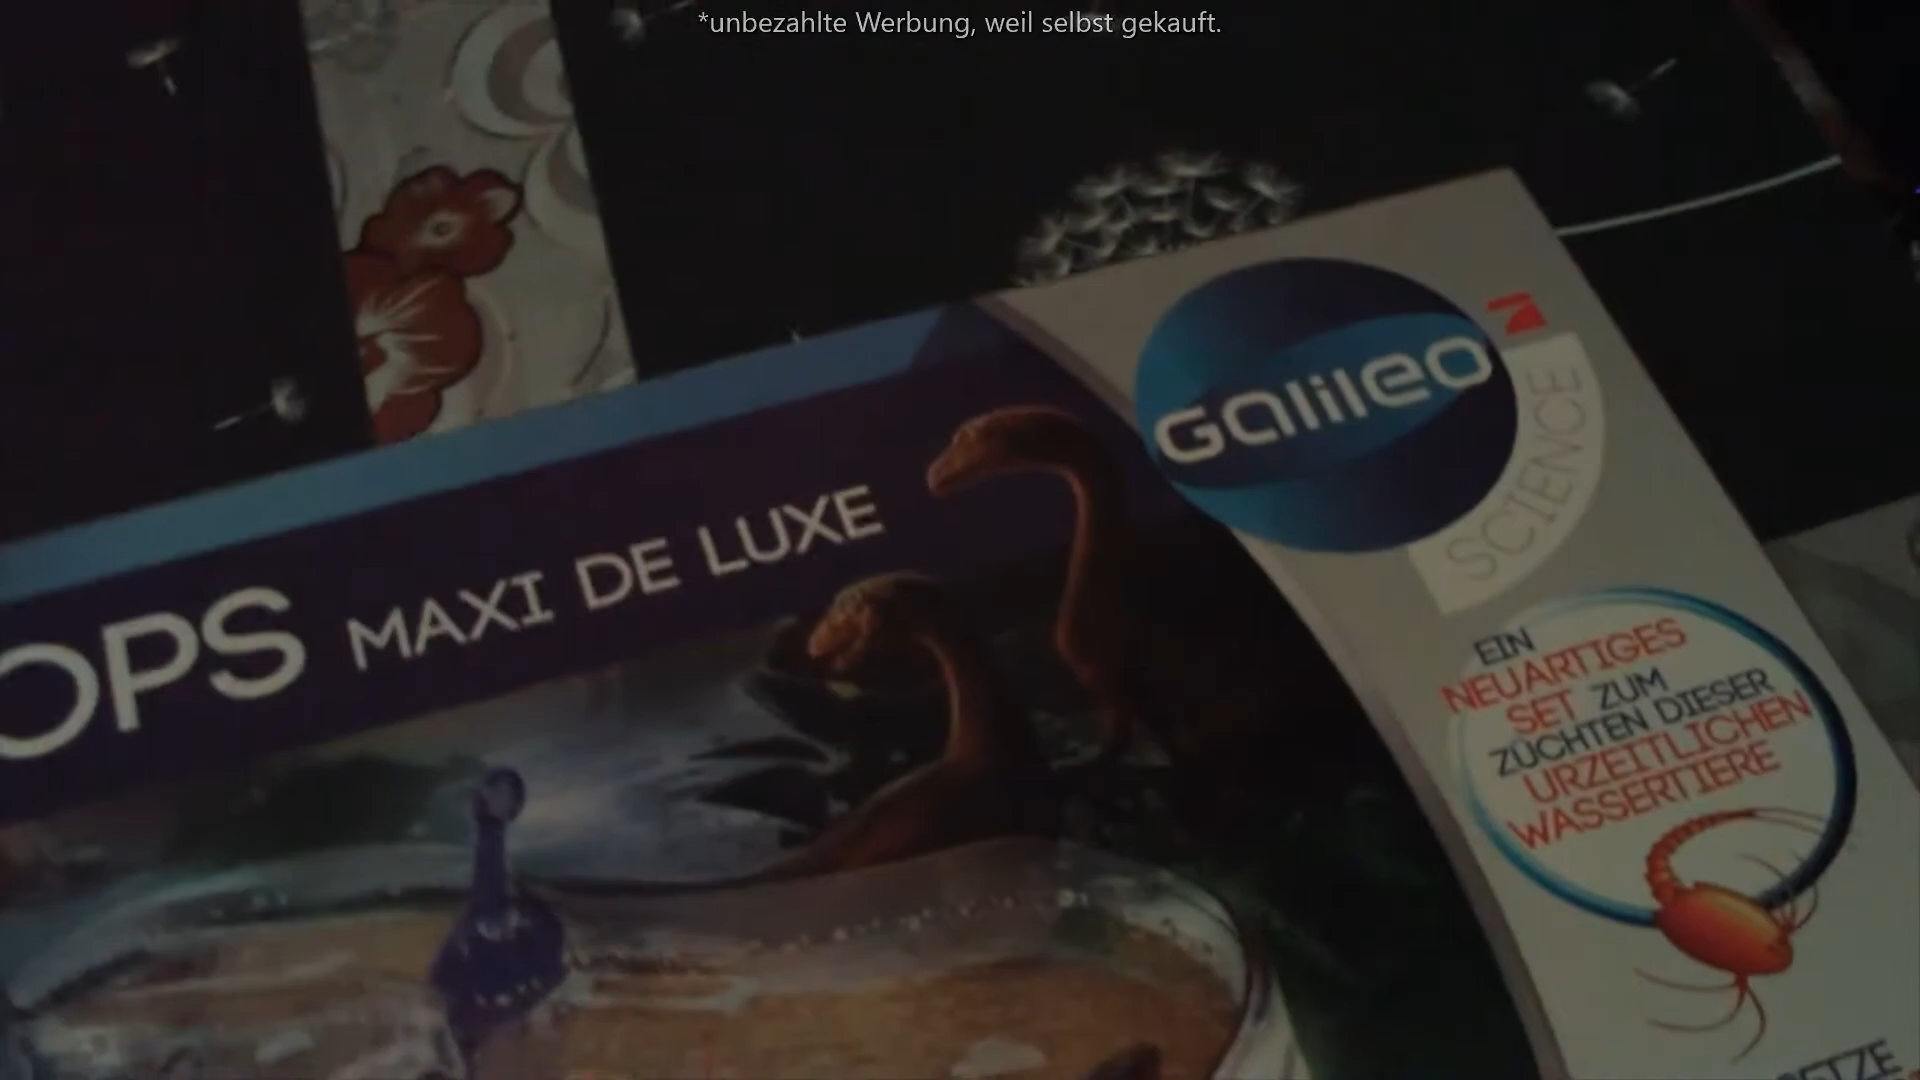 *unbezahlte Werbung, weil selbst gekauft.
Galileo
SCIENCE
OPS MAXI DE LUXE
EIN
NEUARTIGES
SET ZUM
ZÜCHTEN DIESER
URZEITLICHEN
WASSERTIERE